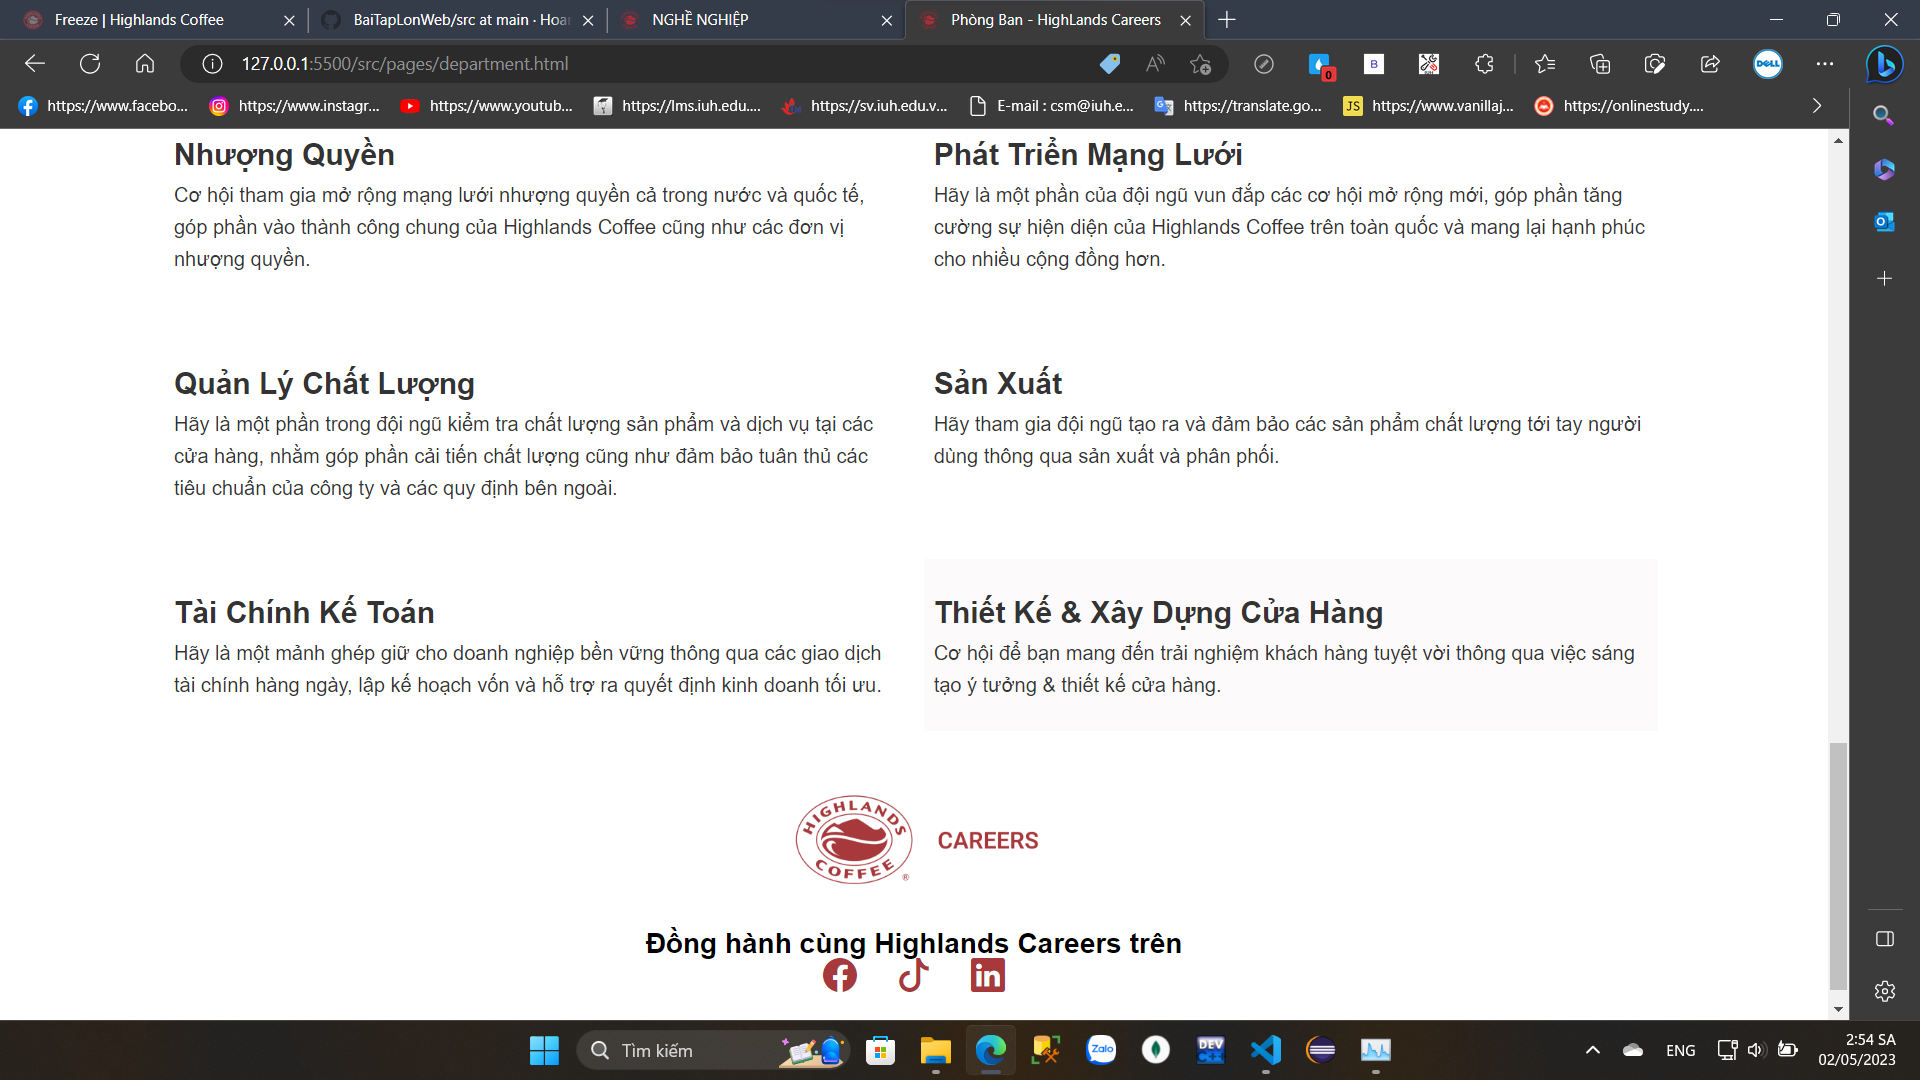 Freeze | Highlands Coffee
BaiTapLonWeb/src at main · Hoan
NGHỀ NGHIỆP
Phòng Ban - HighLands Careers
127.0.0.1:5500/src/pages/department.html
0
B
DELL
https://www.facebo...
https://www.instagr...
https://www.youtub...
https://lms.iuh.edu....
https://sv.iuh.edu.v...
E-mail : csm@iuh.e...
https://translate.go...
JS
https://www.vanillaj...
https://onlinestudy....
Nhượng Quyền
Cơ hội tham gia mở rộng mạng lưới nhượng quyền cả trong nước và quốc tế,
góp phần vào thành công chung của Highlands Coffee cũng như các đơn vị
nhượng quyền.
Phát Triển Mạng Lưới
Hãy là một phần của đội ngũ vun đắp các cơ hội mở rộng mới, góp phần tăng
cường sự hiện diện của Highlands Coffee trên toàn quốc và mang lại hạnh phúc
cho nhiều cộng đồng hơn.
Quản Lý Chất Lượng
Hãy là một phần trong đội ngũ kiểm tra chất lượng sản phẩm và dịch vụ tại các
cửa hàng, nhằm góp phần cải tiến chất lượng cũng như đảm bảo tuân thủ các
tiêu chuẩn của công ty và các quy định bên ngoài.
Sản Xuất
Hãy tham gia đội ngũ tạo ra và đảm bảo các sản phẩm chất lượng tới tay người
dùng thông qua sản xuất và phân phối.
Tài Chính Kế Toán
Hãy là một mảnh ghép giữ cho doanh nghiệp bền vững thông qua các giao dịch
tài chính hàng ngày, lập kế hoạch vốn và hỗ trợ ra quyết định kinh doanh tối ưu.
Thiết Kế & Xây Dựng Cửa Hàng
Cơ hội để bạn mang đến trải nghiệm khách hàng tuyệt vời thông qua việc sáng
tạo ý tưởng & thiết kế cửa hàng.
HIGHLANDS
COFFEE
®
CAREERS
Đồng hành cùng Highlands Careers trên
Tìm kiếm
Zalo
DEV
ENG
2:54 SA
02/05/2023